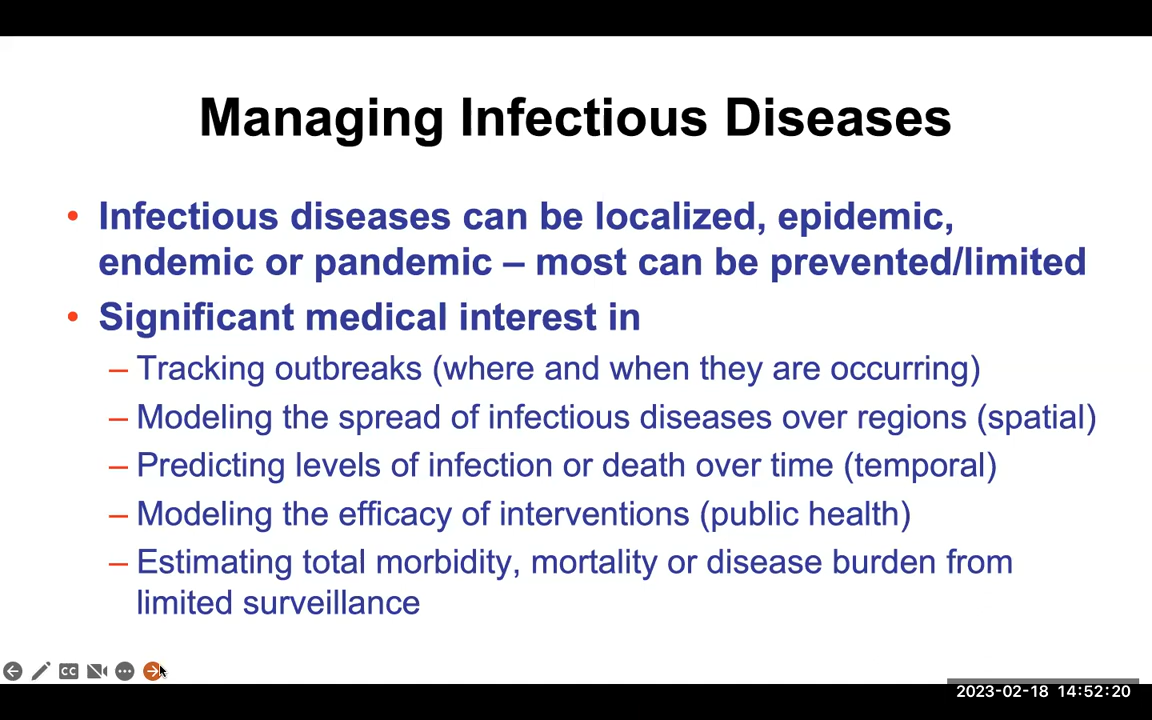 Managing Infectious Diseases
• Infectious diseases can be localized, epidemic,
endemic or pandemic – most can be prevented/limited
• Significant medical interest in
– Tracking outbreaks (where and when they are occurring)
– Modeling the spread of infectious diseases over regions (spatial)
– Predicting levels of infection or death over time (temporal)
– Modeling the efficacy of interventions (public health)
– Estimating total morbidity, mortality or disease burden from
limited surveillance
CC
2023-02-18 14:52:20